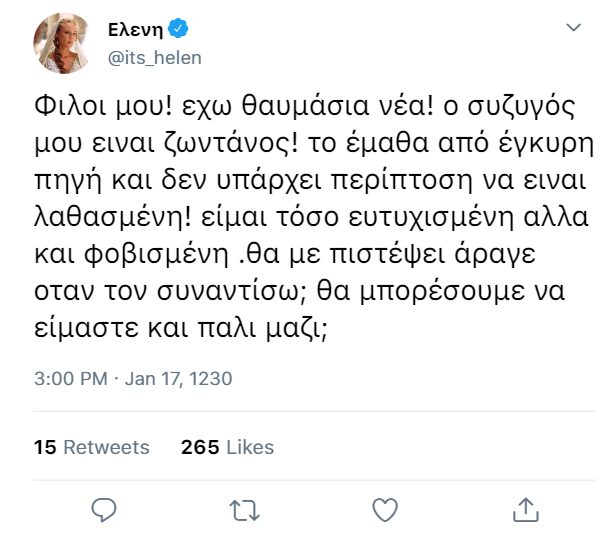 Ελενη
@its_helen
Φιλοι μου! εχω θαυμάσια νέα! ο συζυγός
μου ειναι ζωντάνος! το έμαθα από έγκυρη
πηγή και δεν υπάρχει περίπτοση να ειναι
λαθασμένη! είμαι τόσο ευτυχισμένη αλλα
και φοβισμένη .θα με πιστέψει άραγε
οταν τον συναντίσω; θα μπορέσουμε να
είμαστε και παλι μαζι;
3:00 PM · Jan 17, 1230
15 Retweets 265 Likes